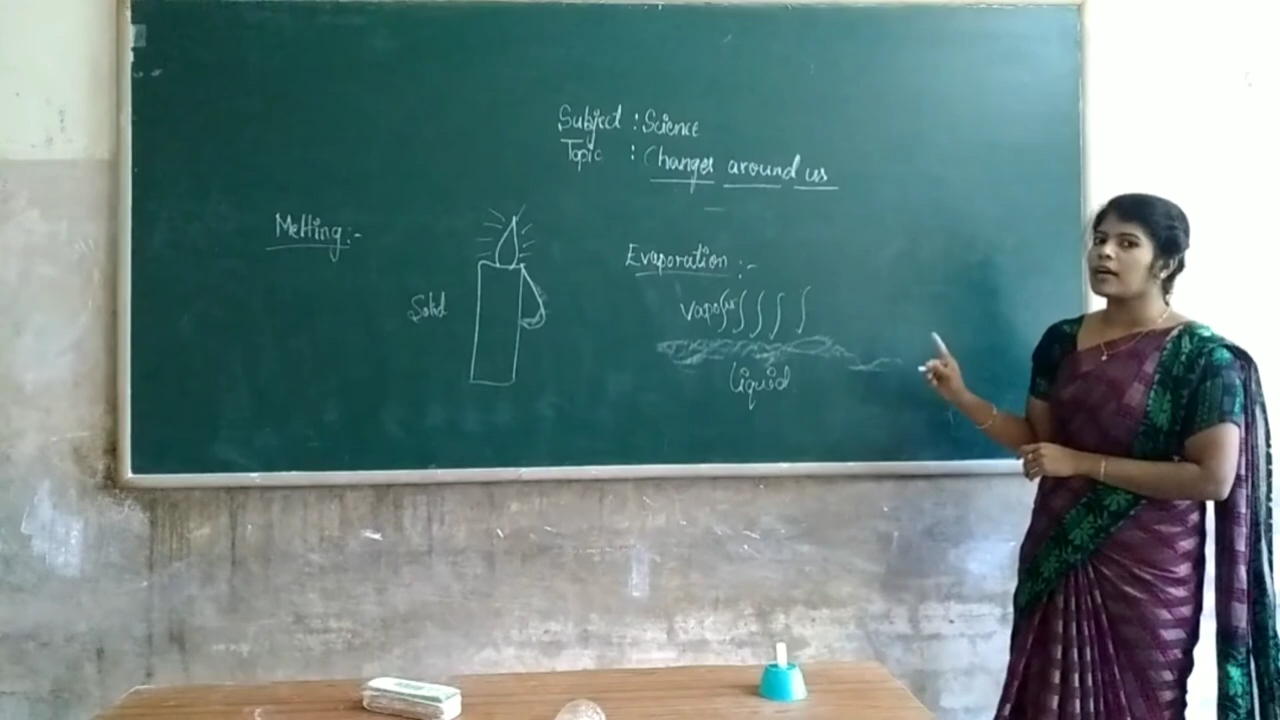 Subject : Science
Topic : Changes around us
Melting :-
Solid
Evaporation :-
Vapour
Liquid